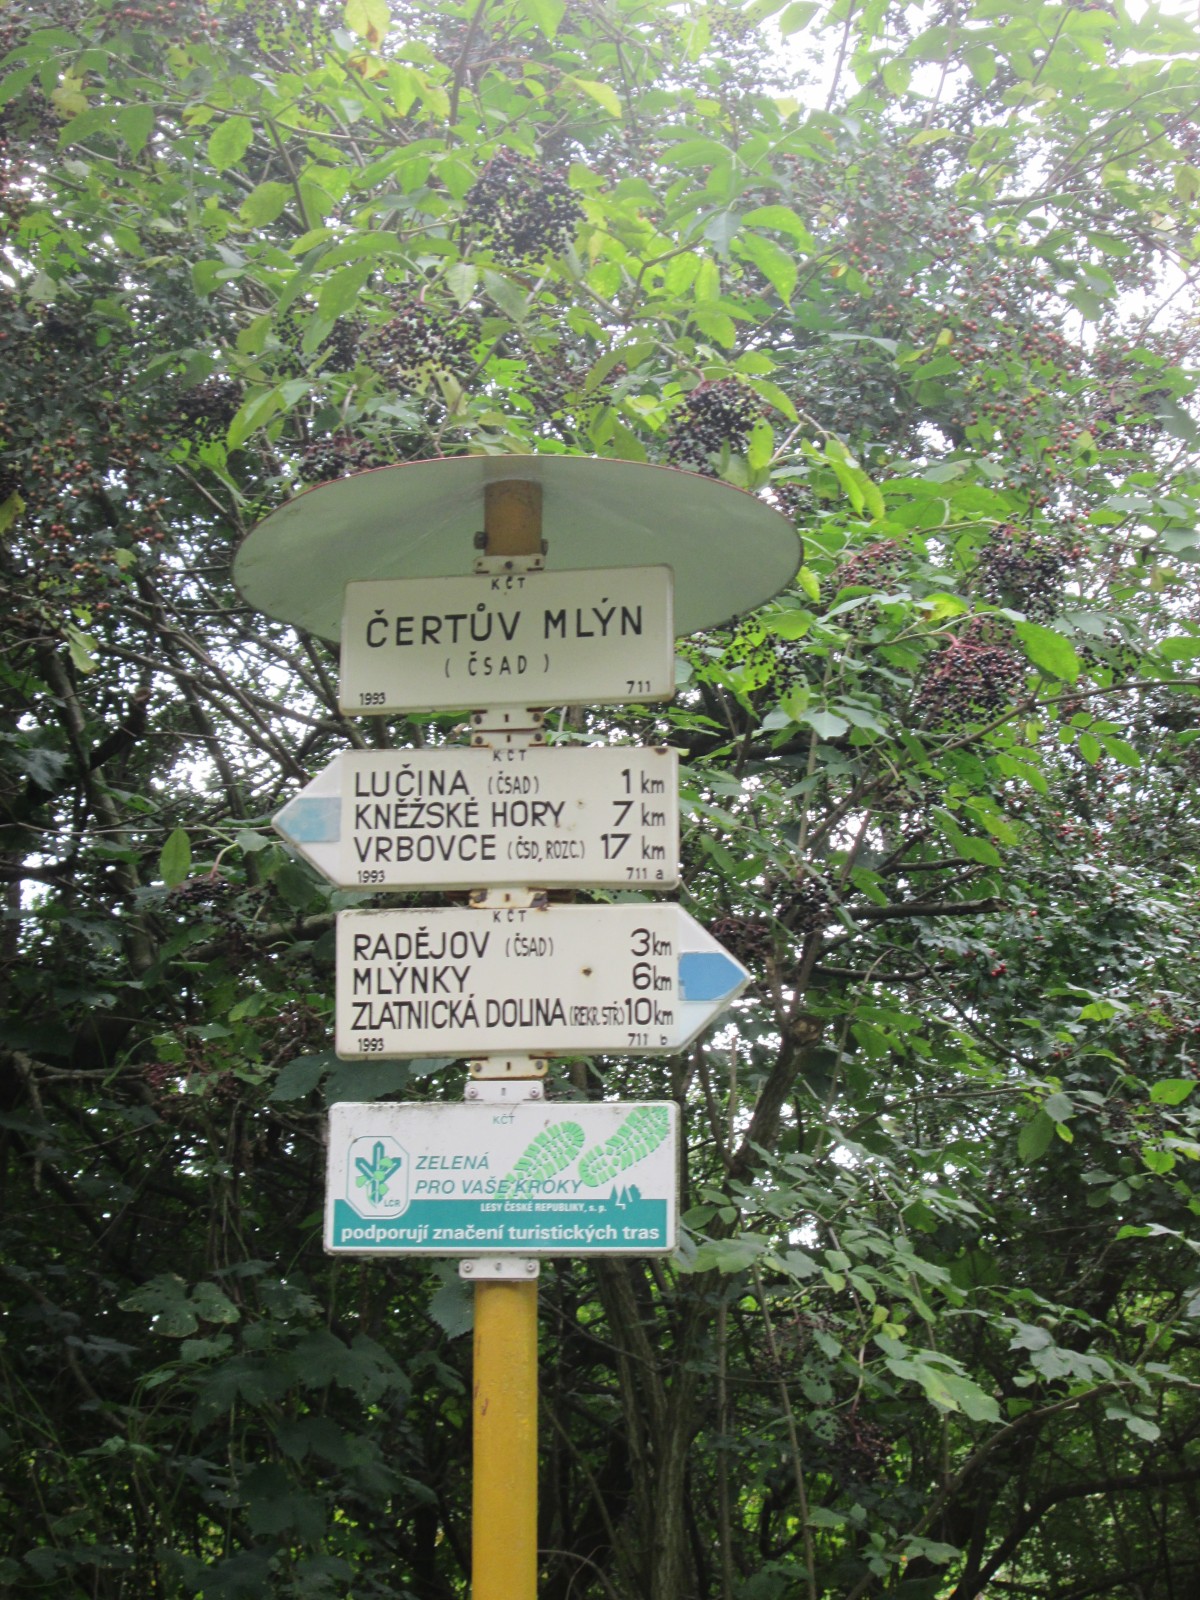 KČT
ČERTŮV MLÝN
(ČSAD)
1993 711
KČT
LUČINA (ČSAD) 1 km
KNĚŽSKÉ HORY 7 km
VRBOVCE (ČSD, ROZC.) 17 km
1993 711 a
KČT
RADĚJOV (ČSAD) 3 km
MLÝNKY 6 km
ZLATNICKÁ DOLINA (REKR. STŘ.) 10 km
1993 711 b
KČT
ZELENÁ
PRO VAŠE KROKY
LČR
LESY ČESKÉ REPUBLIKY, s. p.
podporují značení turistických tras